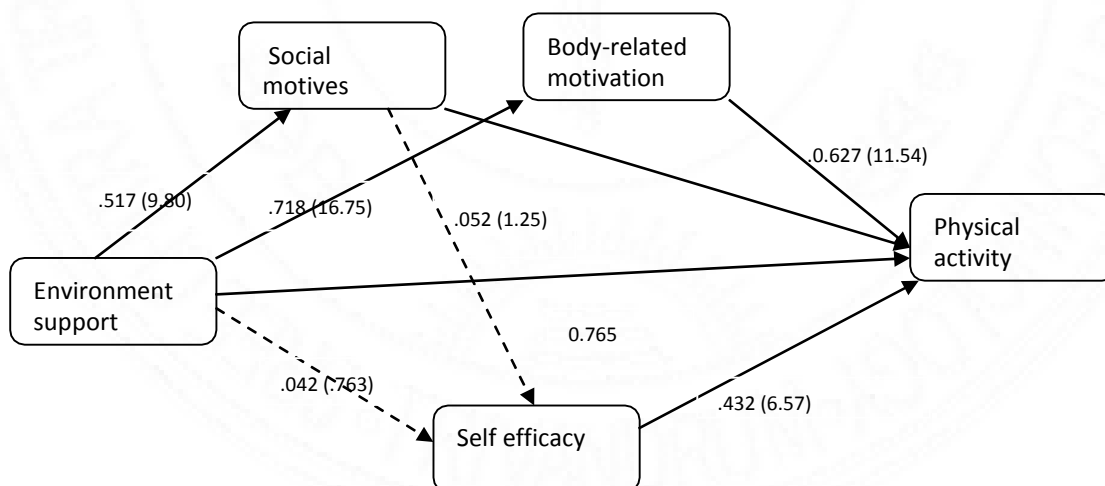 Social
motives
Body-related
motivation
.0.627 (11.54)
.517 (9.80)
.718 (16.75)
.052 (1.25)
Physical
activity
Environment
support
0.765
.042 (.763)
.432 (6.57)
Self efficacy